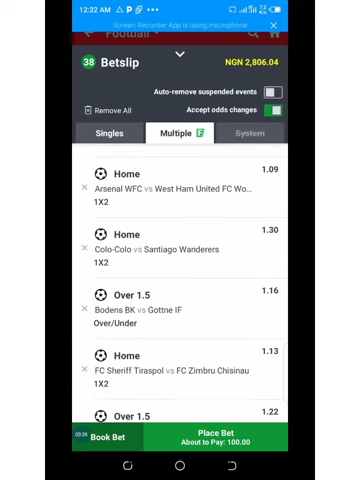 12:32 AM
Screen Recorder App is using microphone
Football
38 Betslip
NGN 2,806.04
Auto-remove suspended events
Remove All
Accept odds changes
Singles
Multiple F
System
Home
1.09
Arsenal WFC vs West Ham United FC Wo...
1X2
Home
1.30
Colo-Colo vs Santiago Wanderers
1X2
Over 1.5
1.16
Bodens BK vs Gottne IF
Over/Under
Home
1.13
FC Sheriff Tiraspol vs FC Zimbru Chisinau
1X2
Over 1.5
1.22
03:26
Book Bet
Place Bet
About to Pay: 100.00